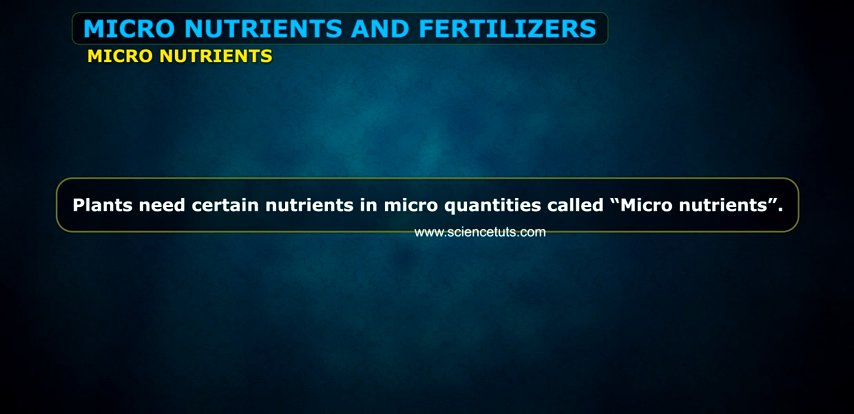 MICRO NUTRIENTS AND FERTILIZERS
MICRO NUTRIENTS
Plants need certain nutrients in micro quantities called “Micro nutrients”.
www.sciencetuts.com